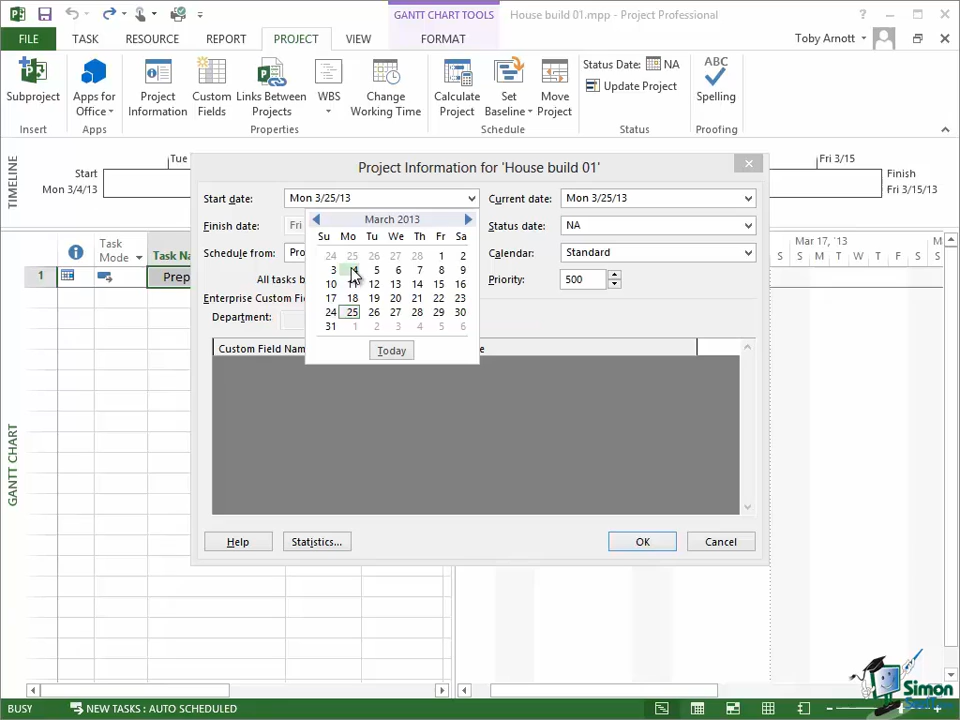 GANTT CHART TOOLS
House build 01.mpp - Project Professional
FILE
TASK
RESOURCE
REPORT
PROJECT
VIEW
FORMAT
Toby Arnott
Subproject
Apps for Office
Project Information
Custom Fields
Links Between Projects
WBS
Change Working Time
Calculate Project
Set Baseline
Move Project
Status Date: NA
Update Project
ABC
Spelling
Insert
Apps
Properties
Schedule
Status
Proofing
TIMELINE
Tue
Fri 3/15
Start
Mon 3/4/13
Finish
Fri 3/15/13
Project Information for 'House build 01'
Start date: Mon 3/25/13
Current date: Mon 3/25/13
Finish date: Fri
Status date: NA
Schedule from: Pro
Calendar: Standard
All tasks b
Priority: 500
Enterprise Custom Fi
Department:
Custom Field Nam
e
March 2013
Su Mo Tu We Th Fr Sa
24 25 26 27 28 1 2
3 4 5 6 7 8 9
10 11 12 13 14 15 16
17 18 19 20 21 22 23
24 25 26 27 28 29 30
31 1 2 3 4 5 6
Today
Help
Statistics...
OK
Cancel
Task Mode
Task Na
1 Prep
Mar 17, '13
M
S M T W T F S
GANTT CHART
BUSY
NEW TASKS : AUTO SCHEDULED
Simon